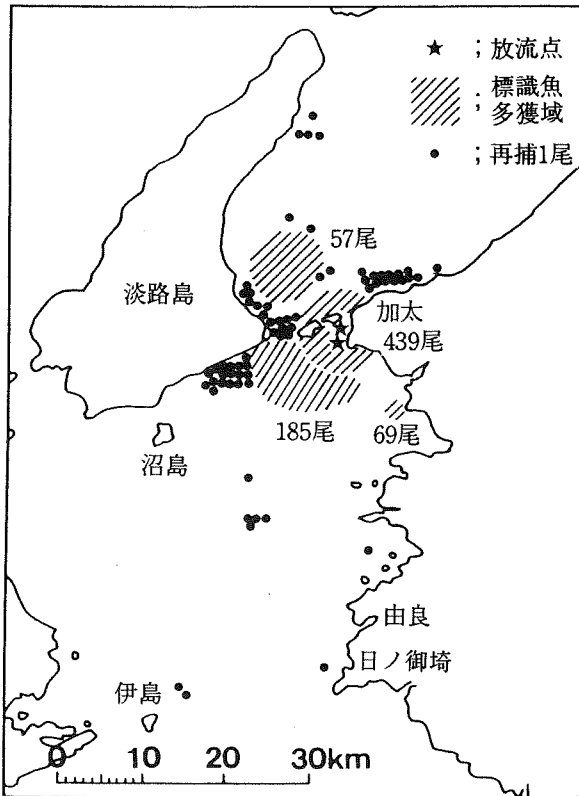 ★ ; 放流点
標識魚
; 多獲域
● ; 再捕1尾
57尾
淡路島
加太
439尾
185尾
69尾
沼島
由良
日ノ御埼
伊島
0 10 20 30km